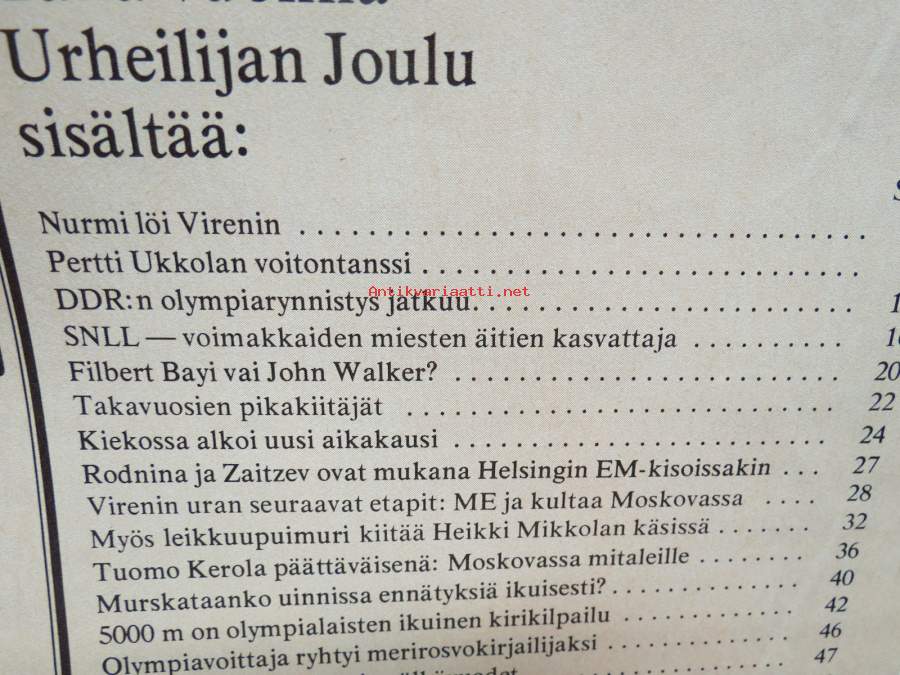 Urheilijan Joulu
sisältää:
Nurmi löi Virenin ........................................
Pertti Ukkolan voitontanssi ..............................
Antikvariaatti.net
DDR:n olympiarynnistys jatkuu..........................
SNLL — voimakkaiden miesten äitien kasvattaja ..........
Filbert Bayi vai John Walker? .......................... 20
Takavuosien pikakiitäjät ............................. 22
Kiekossa alkoi uusi aikakausi ......................... 24
Rodnina ja Zaitzev ovat mukana Helsingin EM-kisoissakin ... 27
Virenin uran seuraavat etapit: ME ja kultaa Moskovassa .... 28
Myös leikkuupuimuri kiitää Heikki Mikkolan käsissä ....... 32
Tuomo Kerola päättäväisenä: Moskovassa mitaleille ........ 36
Murskataanko uinnissa ennätyksiä ikuisesti? ............. 40
5000 m on olympialaisten ikuinen kirikilpailu ............ 42
Olympiavoittaja ryhtyi merirosvokirjailijaksi ............. 46
47